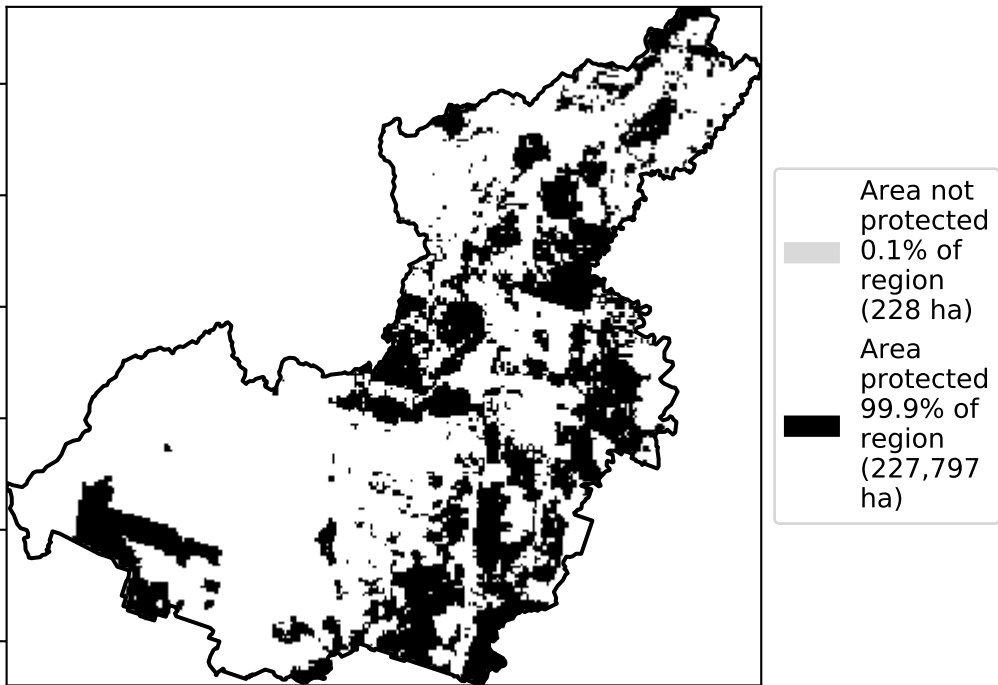 Area not
protected
0.1% of
region
(228 ha)
Area
protected
99.9% of
region
(227,797
ha)